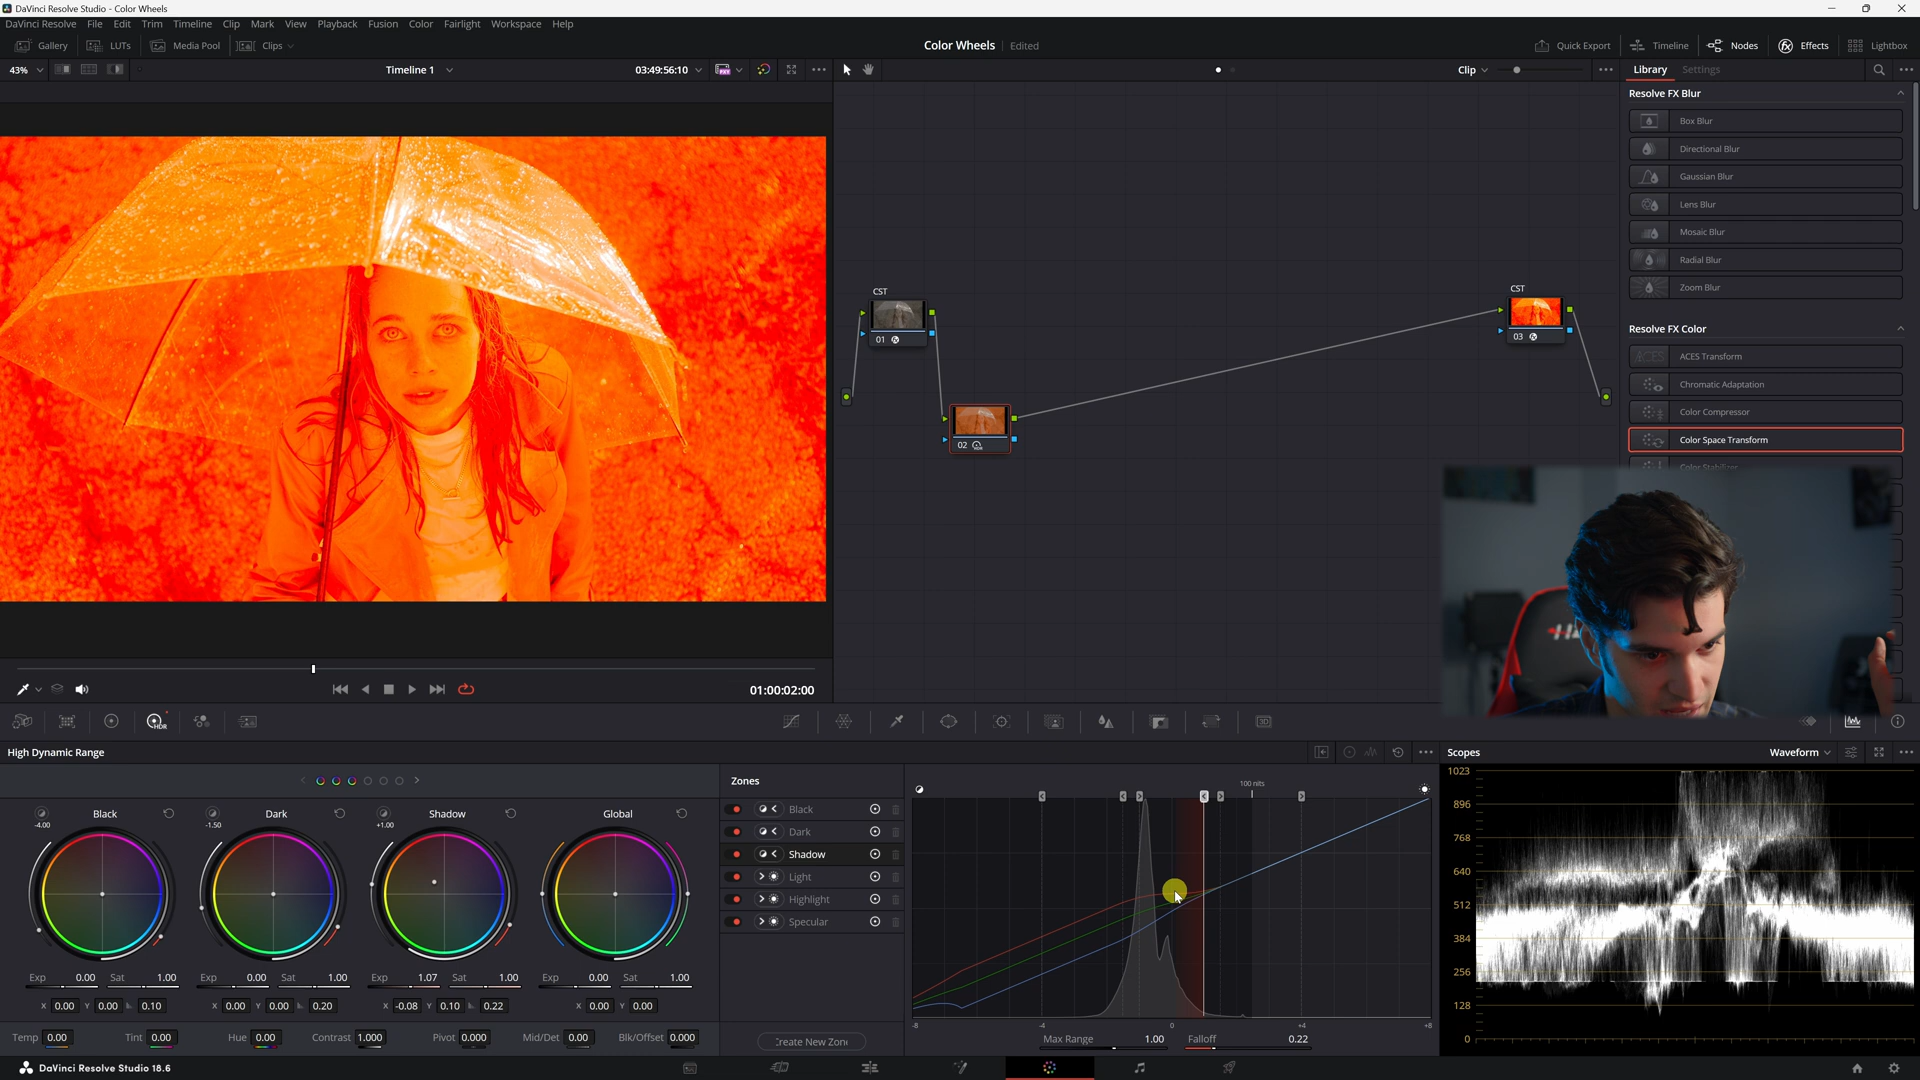 DaVinci Resolve Studio - Color Wheels
DaVinci Resolve File Edit Trim Timeline Clip Mark View Playback Fusion Color Fairlight Workspace Help
Gallery LUTs Media Pool Clips Color Wheels Edited Quick Export Timeline Nodes Effects Lightbox
43% Timeline 1 03:49:56:10 Clip Library Settings
Resolve FX Blur
Box Blur
Directional Blur
Gaussian Blur
Lens Blur
Mosaic Blur
Radial Blur
Zoom Blur
Resolve FX Color
ACES Transform
Chromatic Adaptation
Color Compressor
Color Space Transform
Color Stabilizer
CST
01
02
CST
03
01:00:02:00
High Dynamic Range
Black Dark Shadow Global
-4.00 -1.50 +1.00
Exp 0.00 Sat 1.00 Exp 0.00 Sat 1.00 Exp 1.07 Sat 1.00 Exp 0.00 Sat 1.00
X 0.00 Y 0.00 0.10 X 0.00 Y 0.00 0.20 X -0.08 Y 0.10 0.22 X 0.00 Y 0.00
Temp 0.00 Tint 0.00 Hue 0.00 Contrast 1.000 Pivot 0.000 Mid/Det 0.00 Blk/Offset 0.000
Zones
Black
Dark
Shadow
Light
Highlight
Specular
Create New Zone
100 nits
-8 -4 0 +4 +8
Max Range 1.00 Falloff 0.22
Scopes Waveform
1023
896
768
640
512
384
256
128
0
DaVinci Resolve Studio 18.6